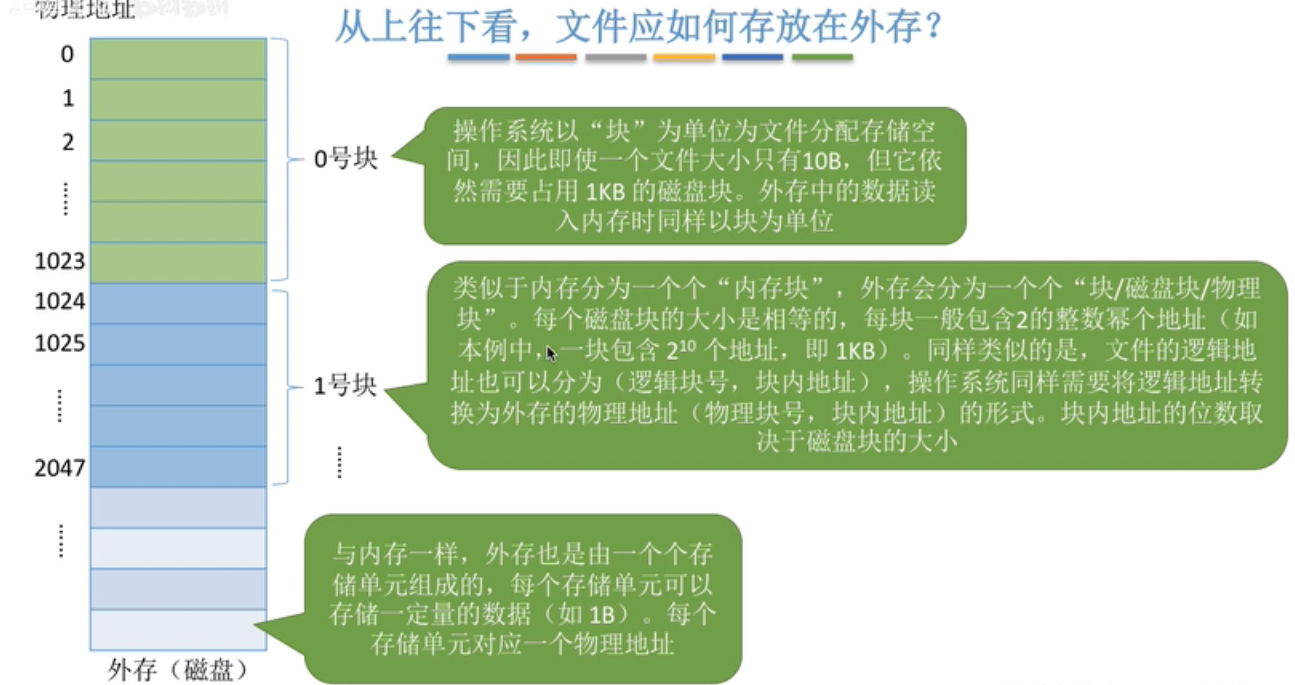 物理地址
从上往下看，文件应如何存放在外存？
0
1
2
……
1023
1024
1025
……
2047
……
外存（磁盘）
0号块
1号块
……
操作系统以“块”为单位为文件分配存储空
间，因此即使一个文件大小只有10B，但它依
然需要占用 1KB 的磁盘块。外存中的数据读
入内存时同样以块为单位
类似于内存分为一个个“内存块”，外存会分为一个个“块/磁盘块/物理
块”。每个磁盘块的大小是相等的，每块一般包含2的整数幂个地址（如
本例中，一块包含 2¹⁰ 个地址，即 1KB）。同样类似的是，文件的逻辑地
址也可以分为（逻辑块号，块内地址），操作系统同样需要将逻辑地址转
换为外存的物理地址（物理块号，块内地址）的形式。块内地址的位数取
决于磁盘块的大小
与内存一样，外存也是由一个个存
储单元组成的，每个存储单元可以
存储一定量的数据（如 1B）。每个
存储单元对应一个物理地址